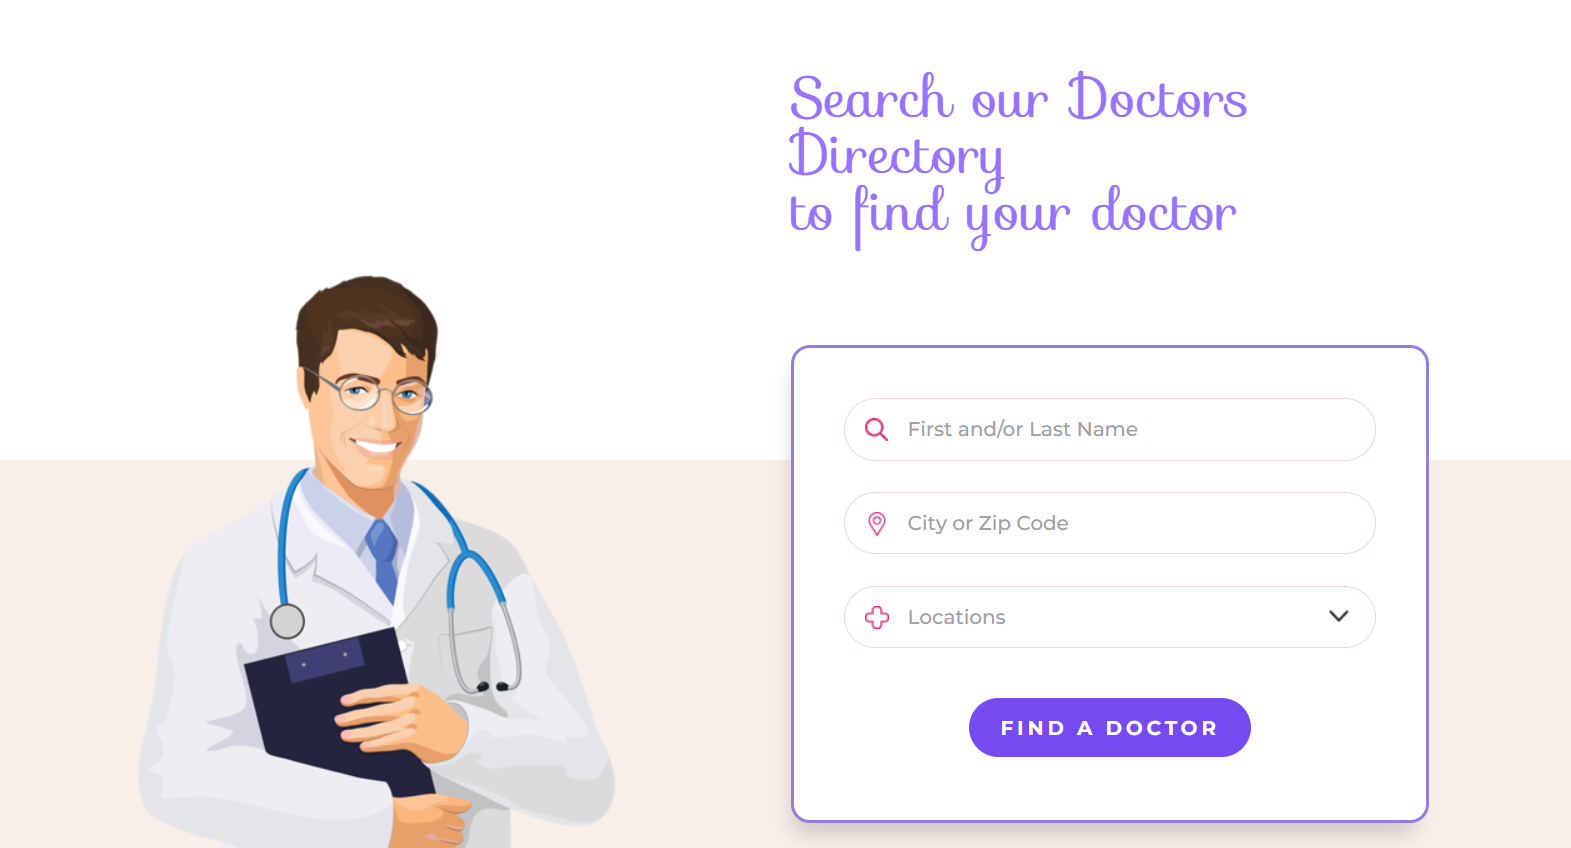 Search our Doctors
Directory
to find your doctor
First and/or Last Name
City or Zip Code
Locations
FIND A DOCTOR